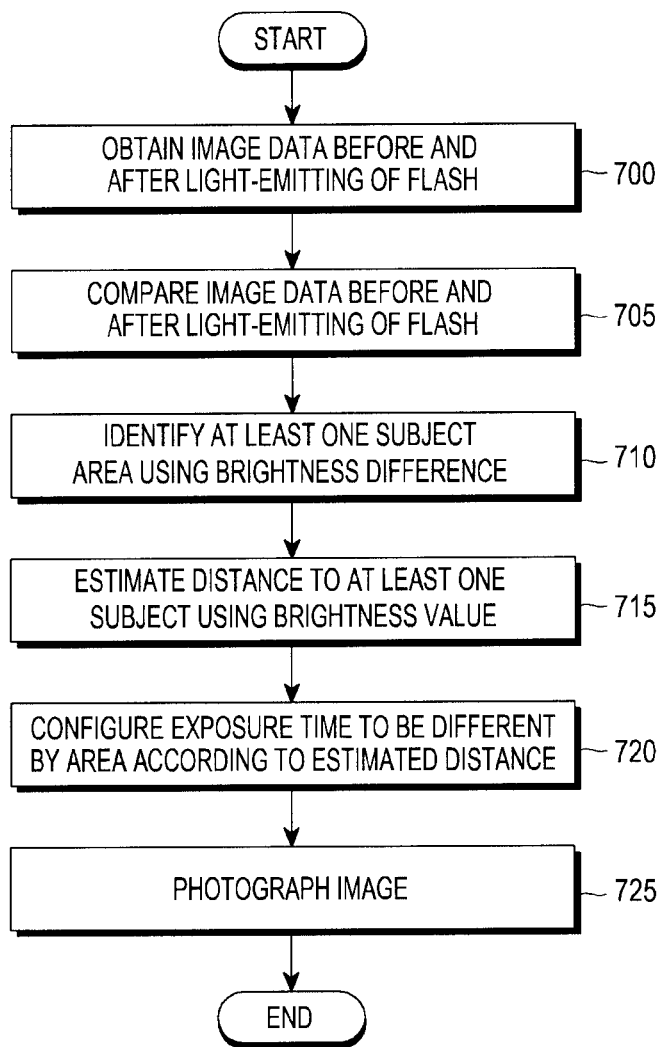 START
OBTAIN IMAGE DATA BEFORE AND
AFTER LIGHT-EMITTING OF FLASH
700
COMPARE IMAGE DATA BEFORE AND
AFTER LIGHT-EMITTING OF FLASH
705
IDENTIFY AT LEAST ONE SUBJECT
AREA USING BRIGHTNESS DIFFERENCE
710
ESTIMATE DISTANCE TO AT LEAST ONE
SUBJECT USING BRIGHTNESS VALUE
715
CONFIGURE EXPOSURE TIME TO BE DIFFERENT
BY AREA ACCORDING TO ESTIMATED DISTANCE
720
PHOTOGRAPH IMAGE
725
END